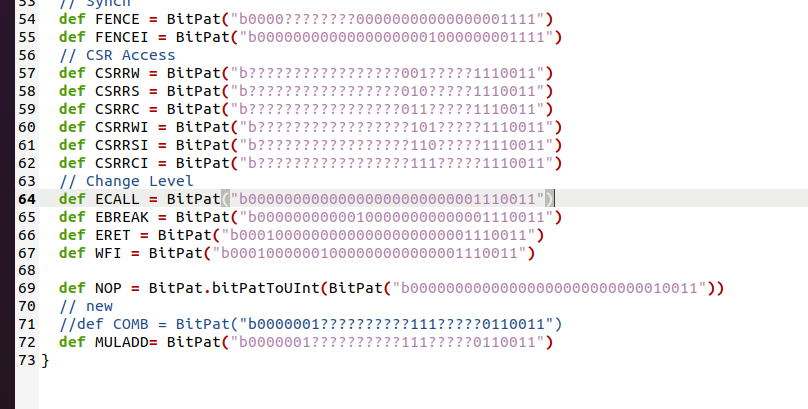 53 // Synch
54 def FENCE = BitPat("b0000????????00000000000000001111")
55 def FENCEI = BitPat("b00000000000000000001000000001111")
56 // CSR Access
57 def CSRRW = BitPat("b?????????????????001?????1110011")
58 def CSRRS = BitPat("b?????????????????010?????1110011")
59 def CSRRC = BitPat("b?????????????????011?????1110011")
60 def CSRRWI = BitPat("b?????????????????101?????1110011")
61 def CSRRSI = BitPat("b?????????????????110?????1110011")
62 def CSRRCI = BitPat("b?????????????????111?????1110011")
63 // Change Level
64 def ECALL = BitPat("b00000000000000000000000001110011")
65 def EBREAK = BitPat("b00000000000100000000000001110011")
66 def ERET = BitPat("b00010000000000000000000001110011")
67 def WFI = BitPat("b00010000001000000000000001110011")
68
69 def NOP = BitPat.bitPatToUInt(BitPat("b00000000000000000000000000010011"))
70 // new
71 //def COMB = BitPat("b0000001??????????111?????0110011")
72 def MULADD= BitPat("b0000001??????????111?????0110011")
73 }